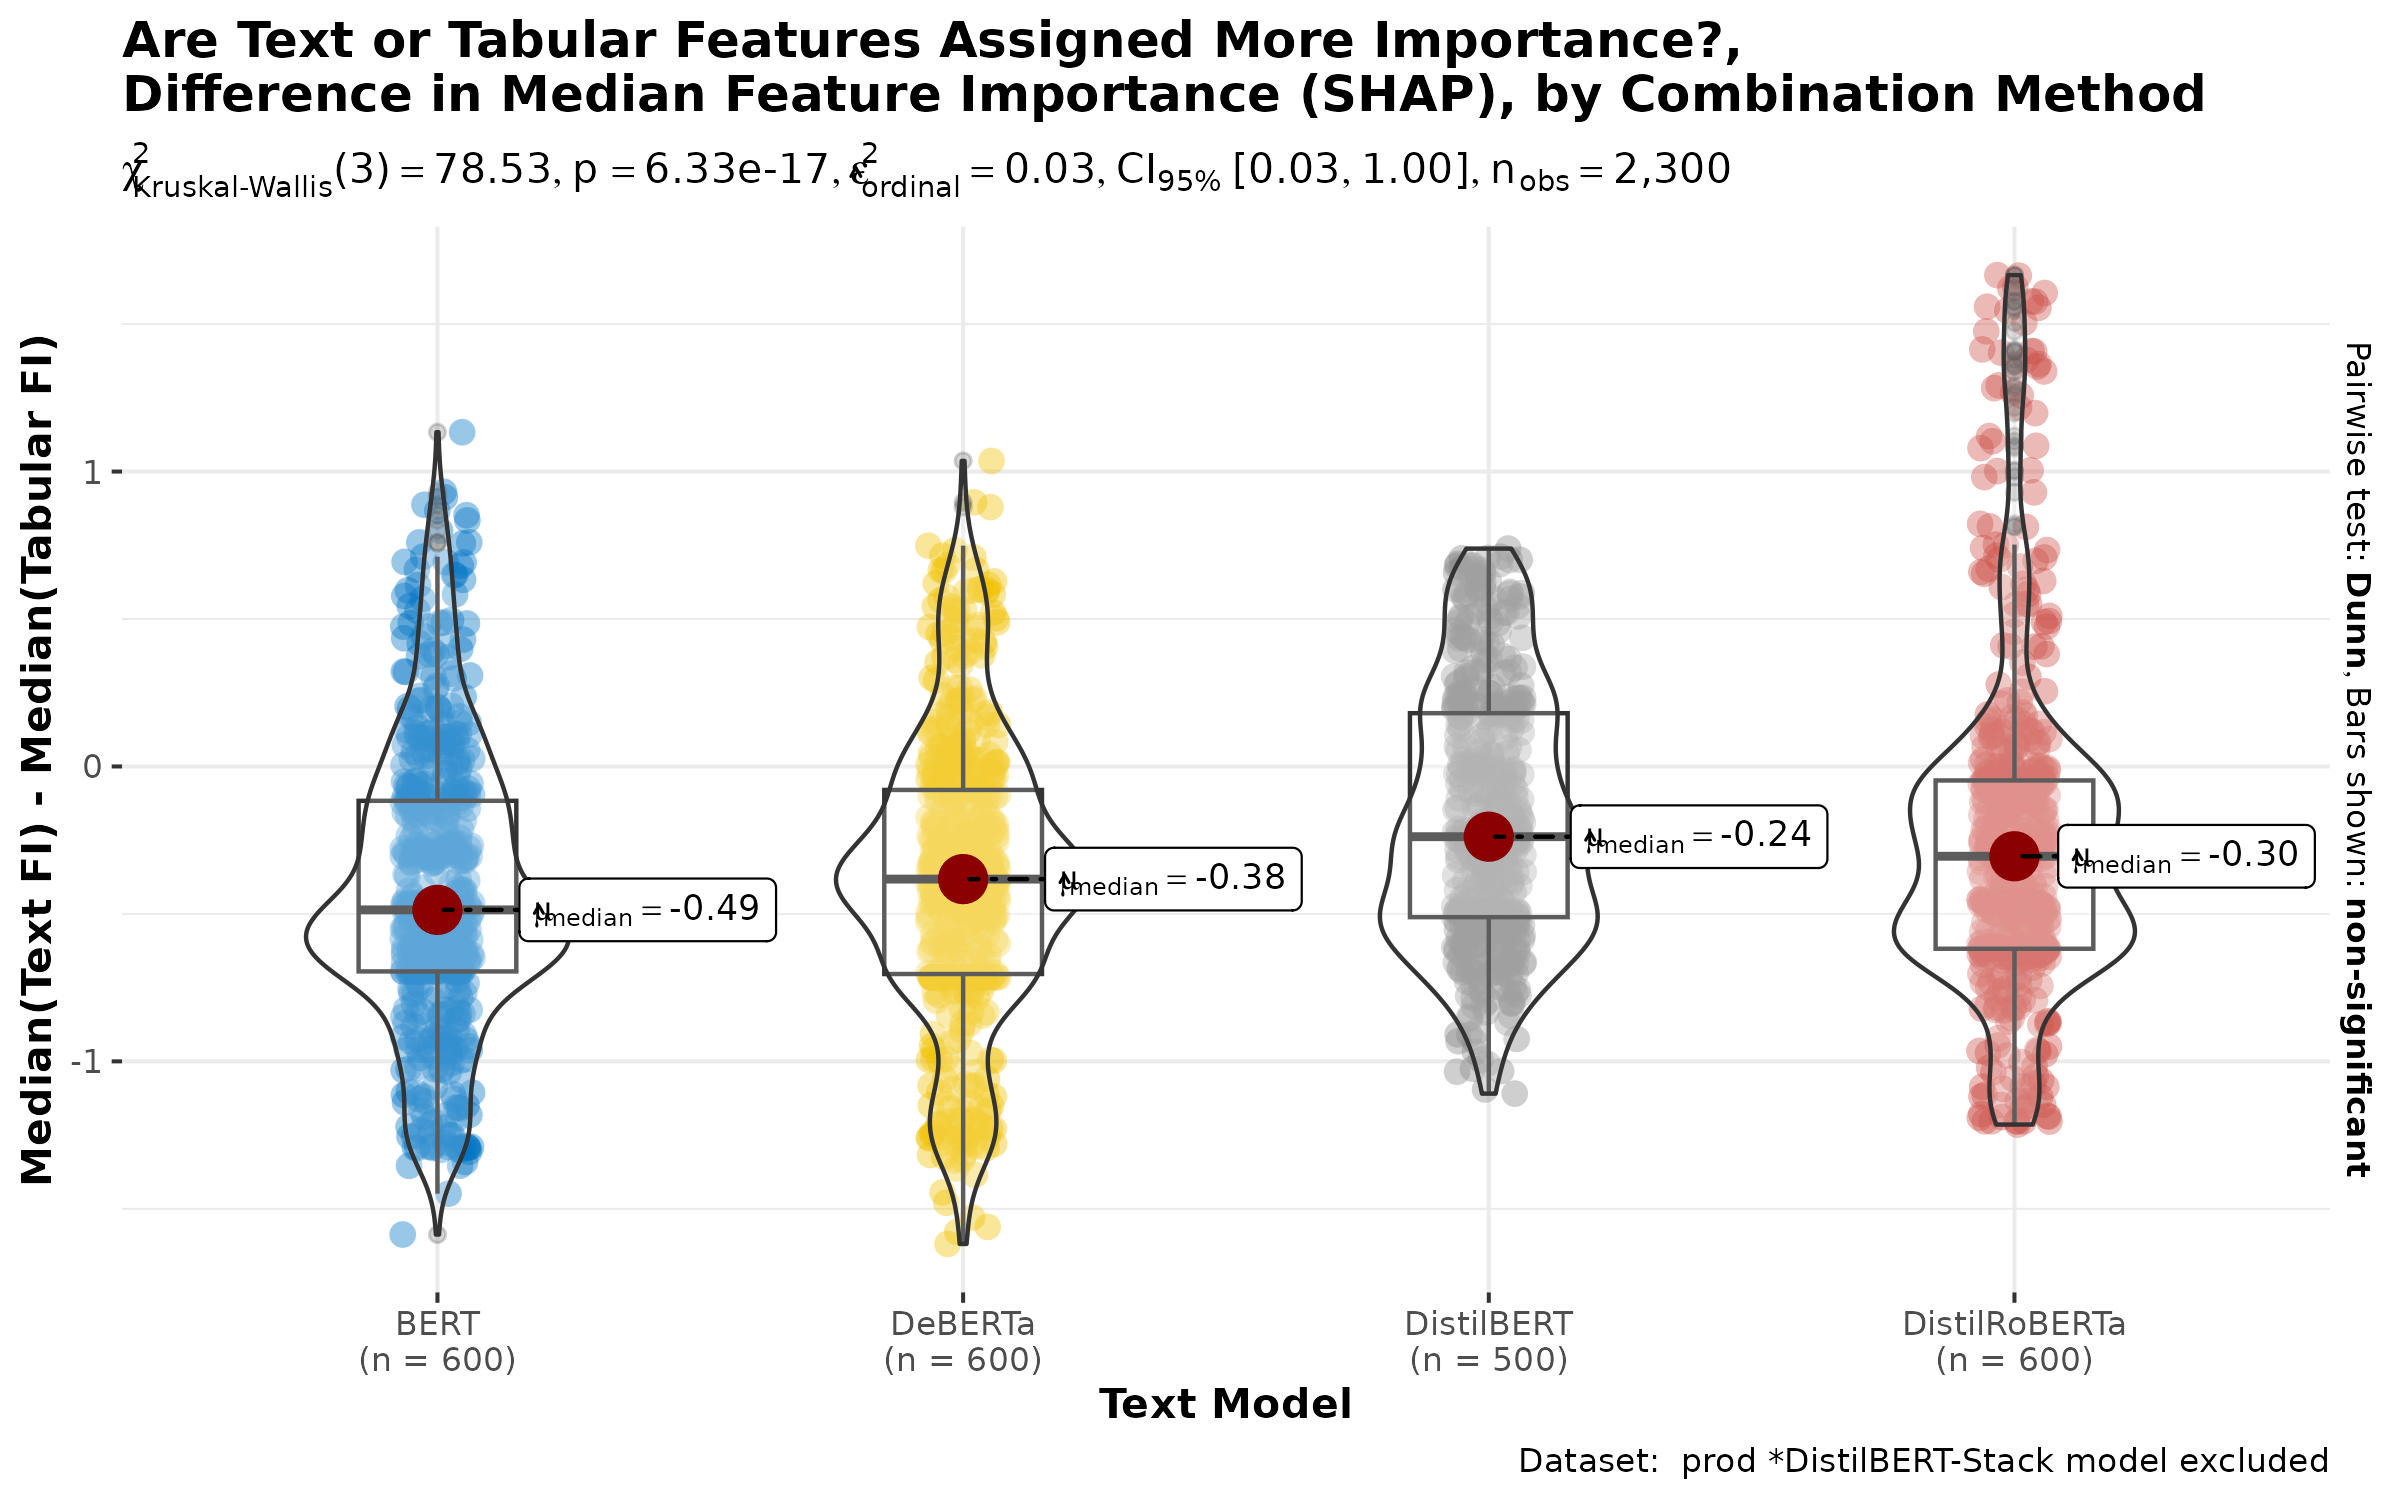 Are Text or Tabular Features Assigned More Importance?,
Difference in Median Feature Importance (SHAP), by Combination Method
χ²Kruskal-Wallis(3) = 78.53, p = 6.33e-17, ε̂²ordinal = 0.03, CI95% [0.03, 1.00], nobs = 2,300
Median(Text FI) - Median(Tabular FI)
1
0
-1
μ̂median = -0.49
μ̂median = -0.38
μ̂median = -0.24
μ̂median = -0.30
Pairwise test: Dunn, Bars shown: non-significant
BERT
(n = 600)
DeBERTa
(n = 600)
DistilBERT
(n = 500)
DistilRoBERTa
(n = 600)
Text Model
Dataset:  prod *DistilBERT-Stack model excluded